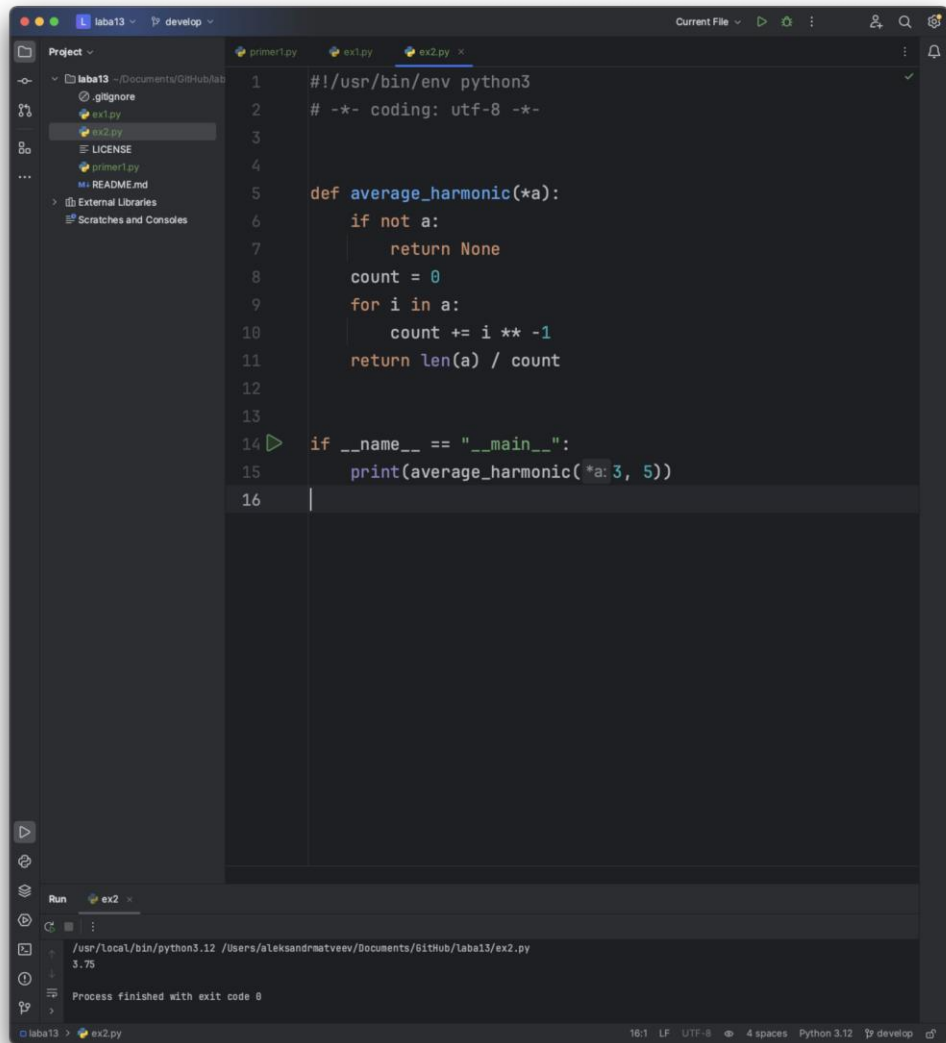 L laba13 develop Current File
Project
primer1.py ex1.py ex2.py
laba13 ~/Documents/GitHub/lab
.gitignore
ex1.py
ex2.py
LICENSE
primer1.py
M↓ README.md
External Libraries
Scratches and Consoles
1 #!/usr/bin/env python3
2 # -*- coding: utf-8 -*-
3
4
5 def average_harmonic(*a):
6 if not a:
7 return None
8 count = 0
9 for i in a:
10 count += i ** -1
11 return len(a) / count
12
13
14 if __name__ == "__main__":
15 print(average_harmonic( *a: 3, 5))
16
Run ex2
/usr/local/bin/python3.12 /Users/aleksandrmatveev/Documents/GitHub/laba13/ex2.py
3.75
Process finished with exit code 0
laba13 > ex2.py 16:1 LF UTF-8 4 spaces Python 3.12 develop